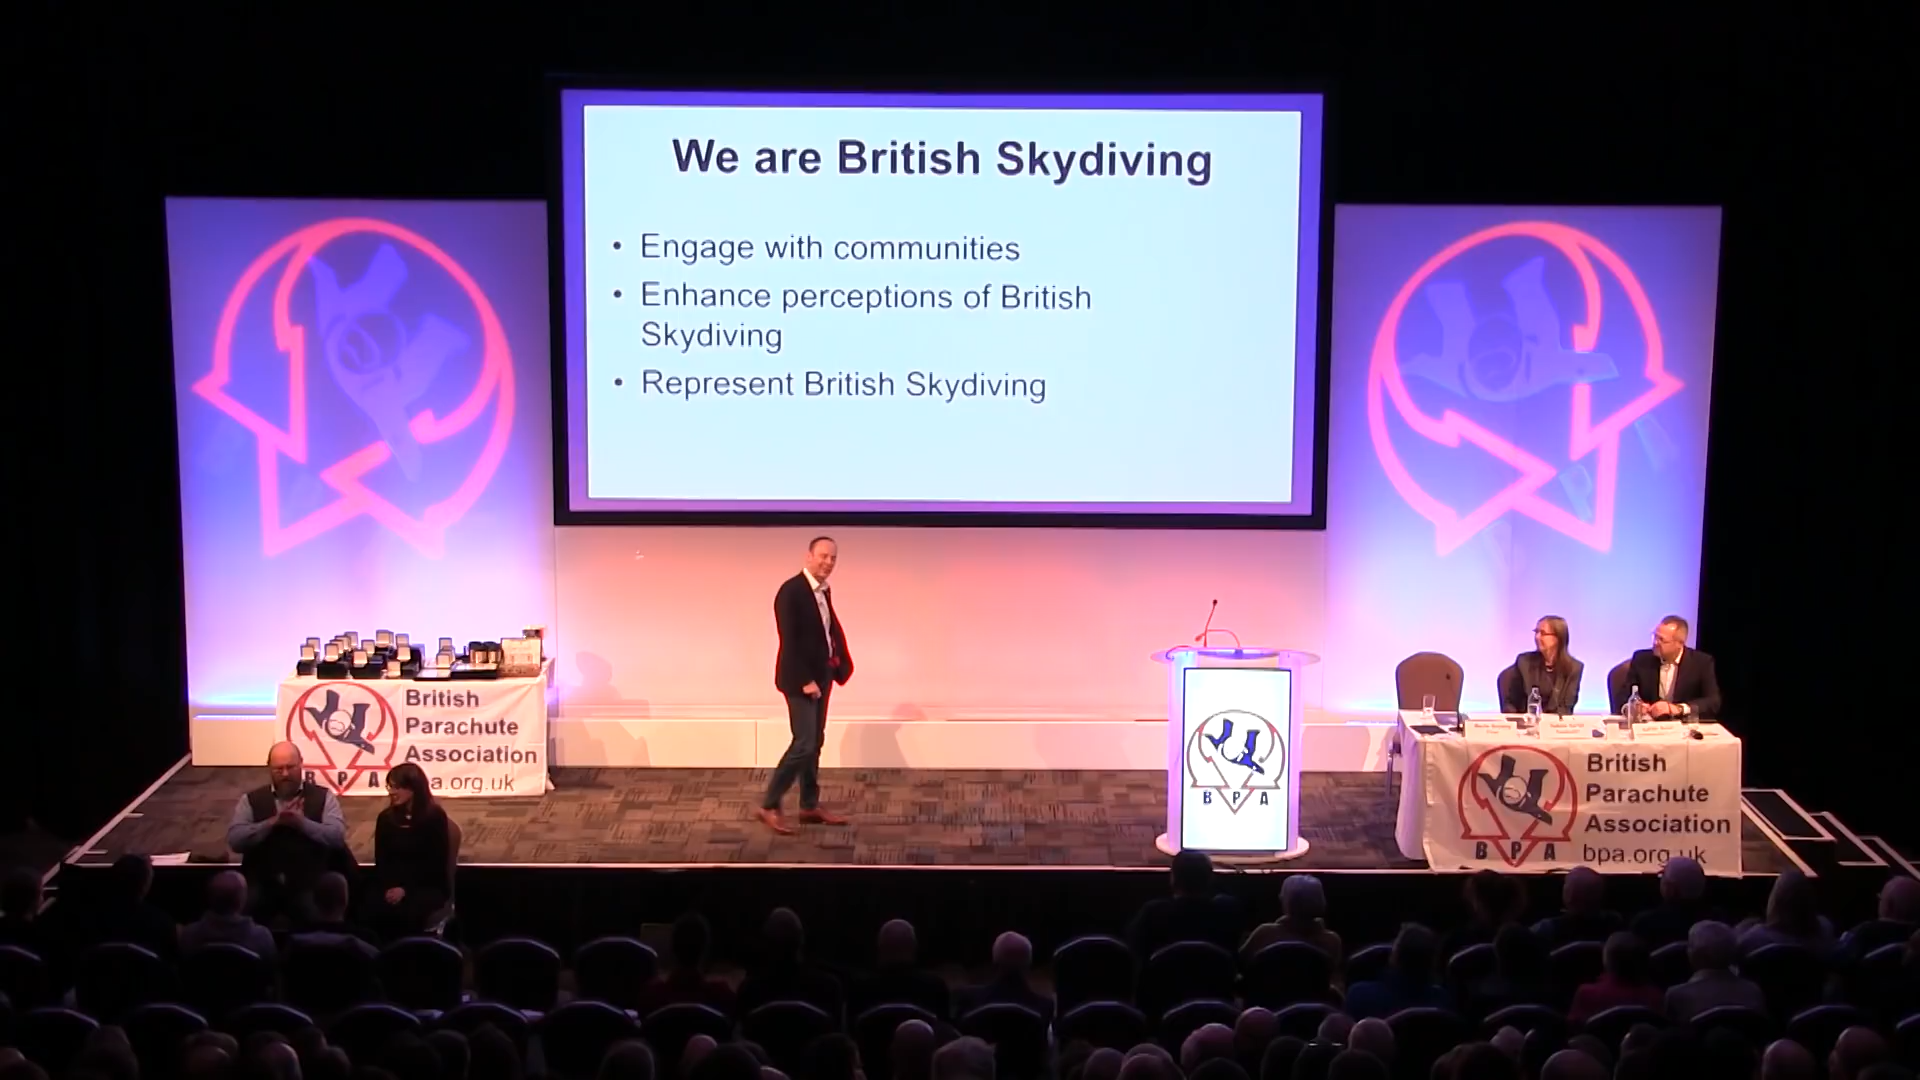 We are British Skydiving
• Engage with communities
• Enhance perceptions of British
Skydiving
• Represent British Skydiving
British
Parachute
Association
a.org.uk
B P A
B P A
British
Parachute
Association
bpa.org.uk
B P A